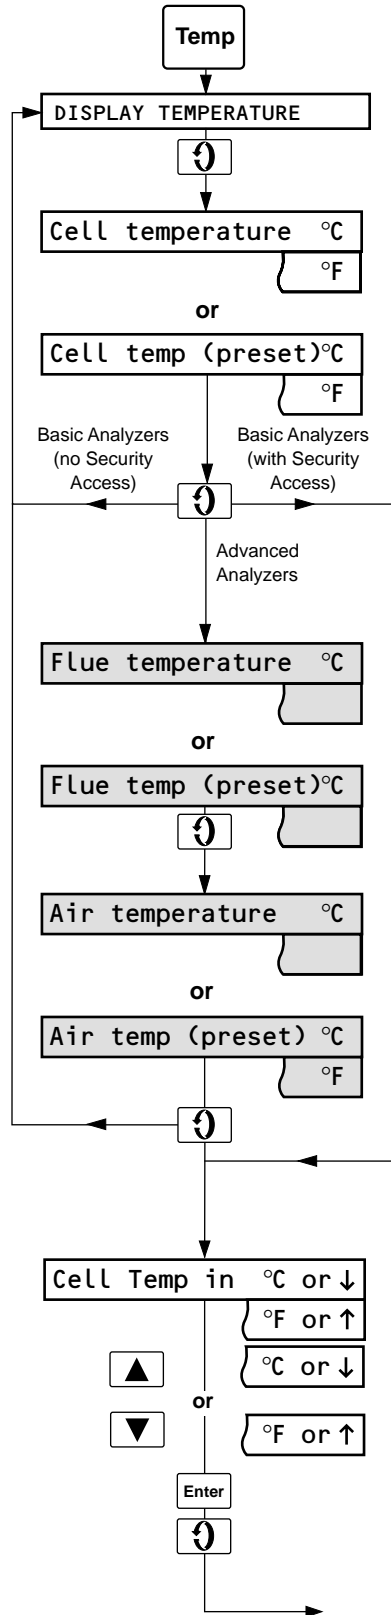 Temp
DISPLAY TEMPERATURE
Cell temperature °C
°F
or
Cell temp (preset)°C
°F
Basic Analyzers
(no Security
Access)
Basic Analyzers
(with Security
Access)
Advanced
Analyzers
Flue temperature °C
or
Flue temp (preset)°C
Air temperature °C
or
Air temp (preset) °C
°F
Cell Temp in °C or ↓
°F or ↑
▲ °C or ↓
or
▼ °F or ↑
Enter